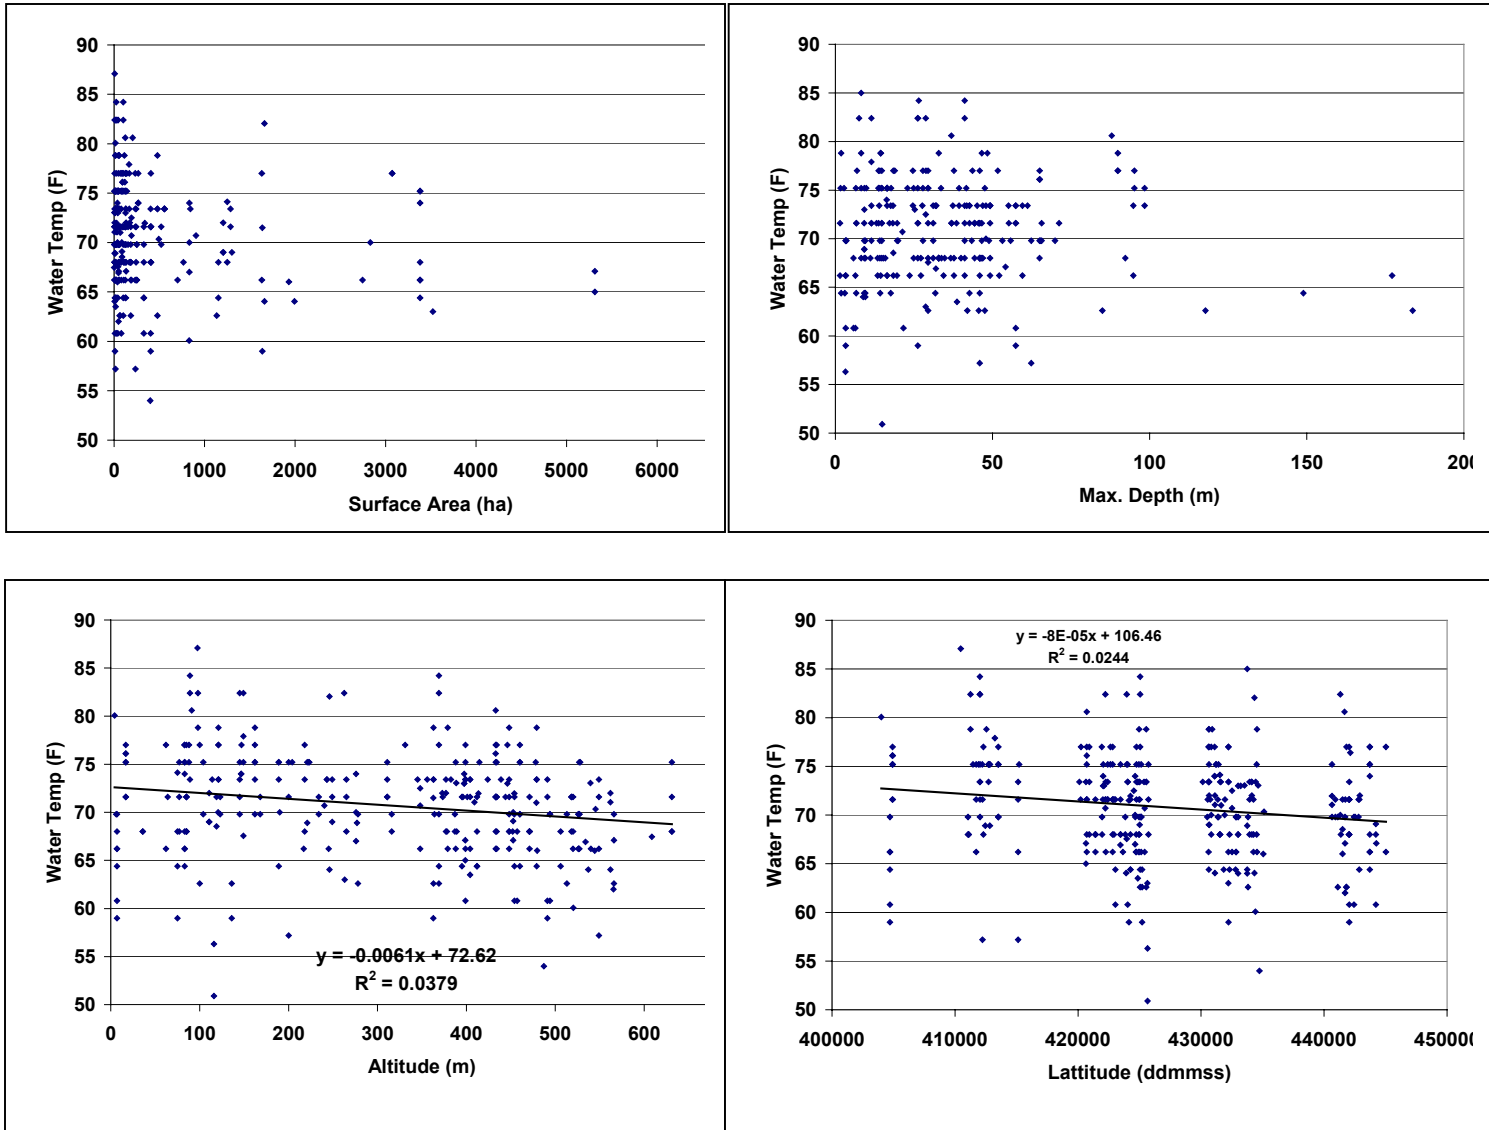 90
85
80
75
70
65
60
55
50
Water Temp (F)
0 1000 2000 3000 4000 5000 6000
Surface Area (ha)
90
85
80
75
70
65
60
55
50
Water Temp (F)
0 50 100 150 200
Max. Depth (m)
90
85
80
75
70
65
60
55
50
Water Temp (F)
y = -0.0061x + 72.62
R² = 0.0379
0 100 200 300 400 500 600
Altitude (m)
90
85
80
75
70
65
60
55
50
Water Temp (F)
y = -8E-05x + 106.46
R² = 0.0244
400000 410000 420000 430000 440000 450000
Lattitude (ddmmss)